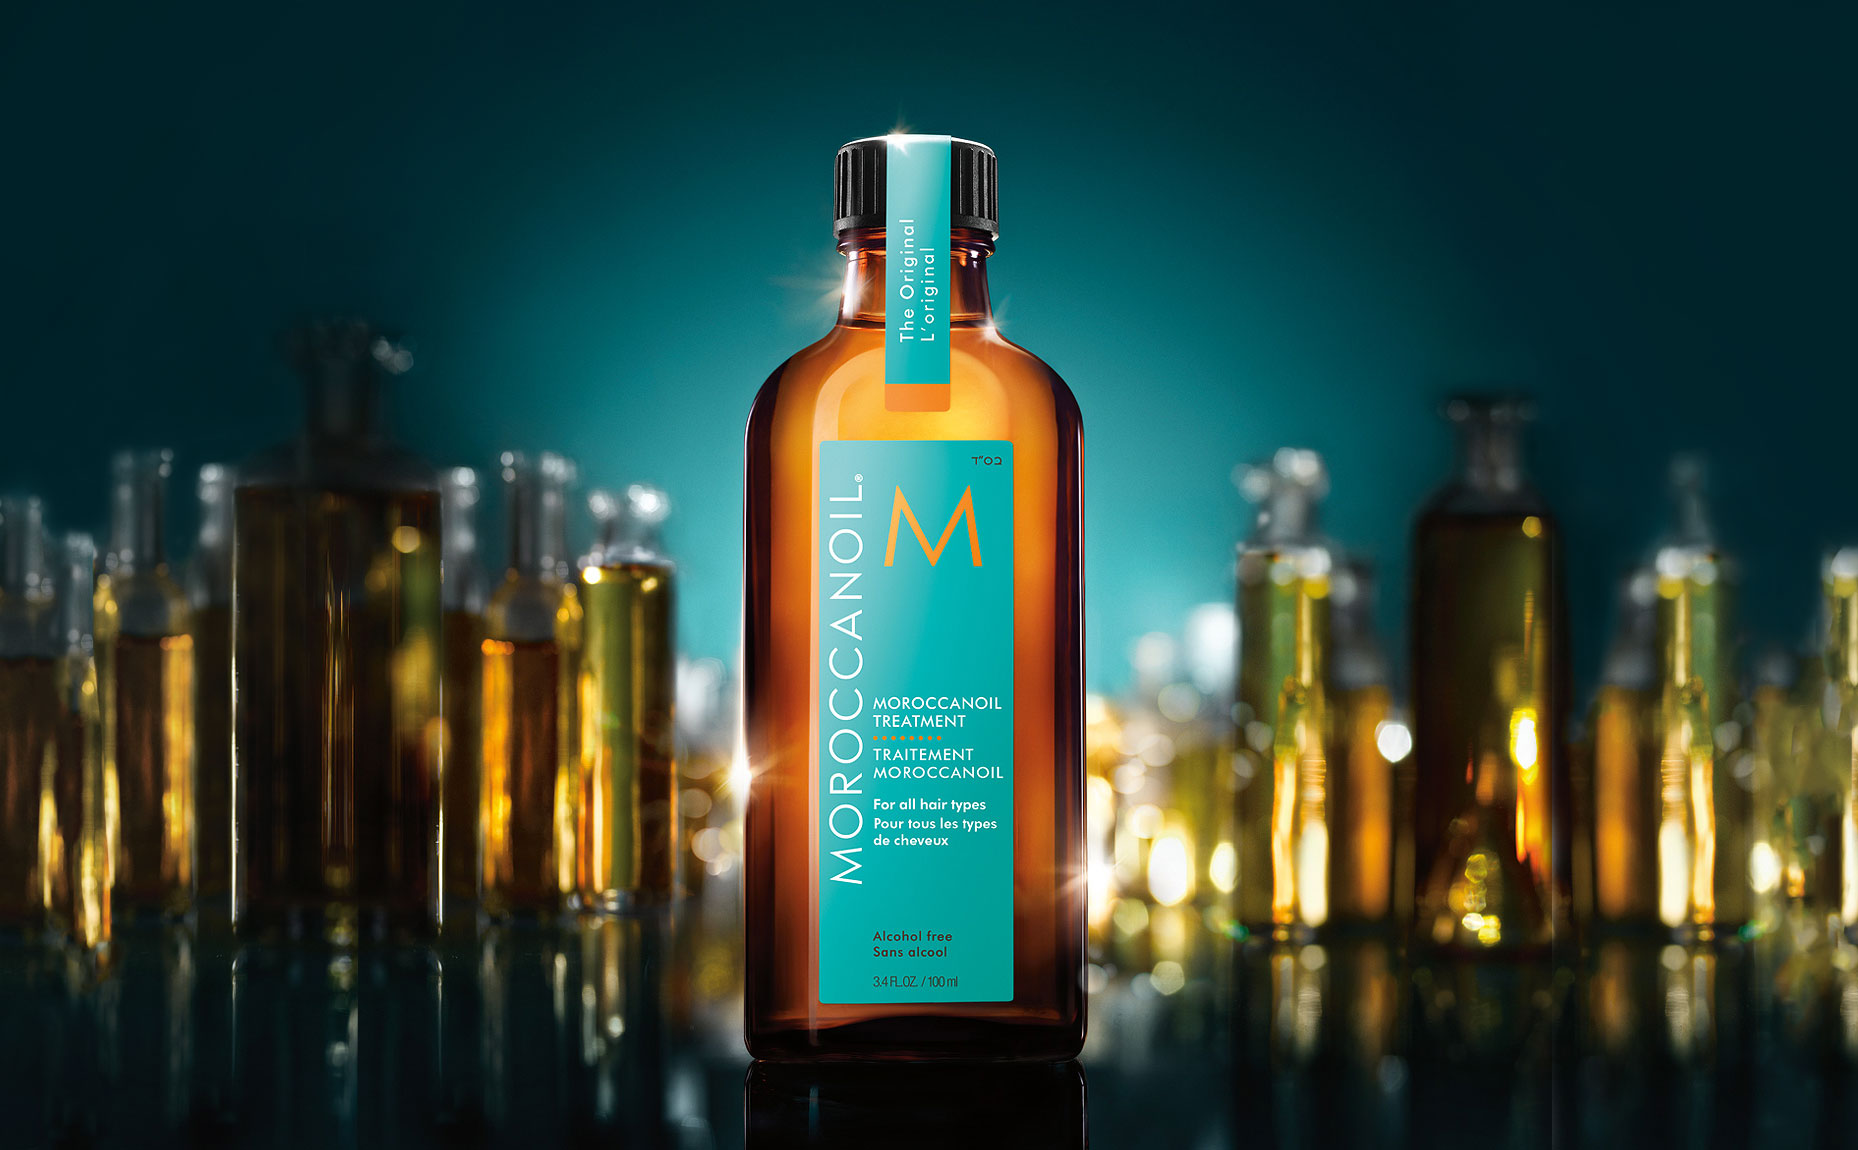 The Original
L'original
בס"ד
M
MOROCCANOIL®
MOROCCANOIL
TREATMENT
TRAITEMENT
MOROCCANOIL
For all hair types
Pour tous les types
de cheveux
Alcohol free
Sans alcool
3.4 FL.OZ. / 100 ml